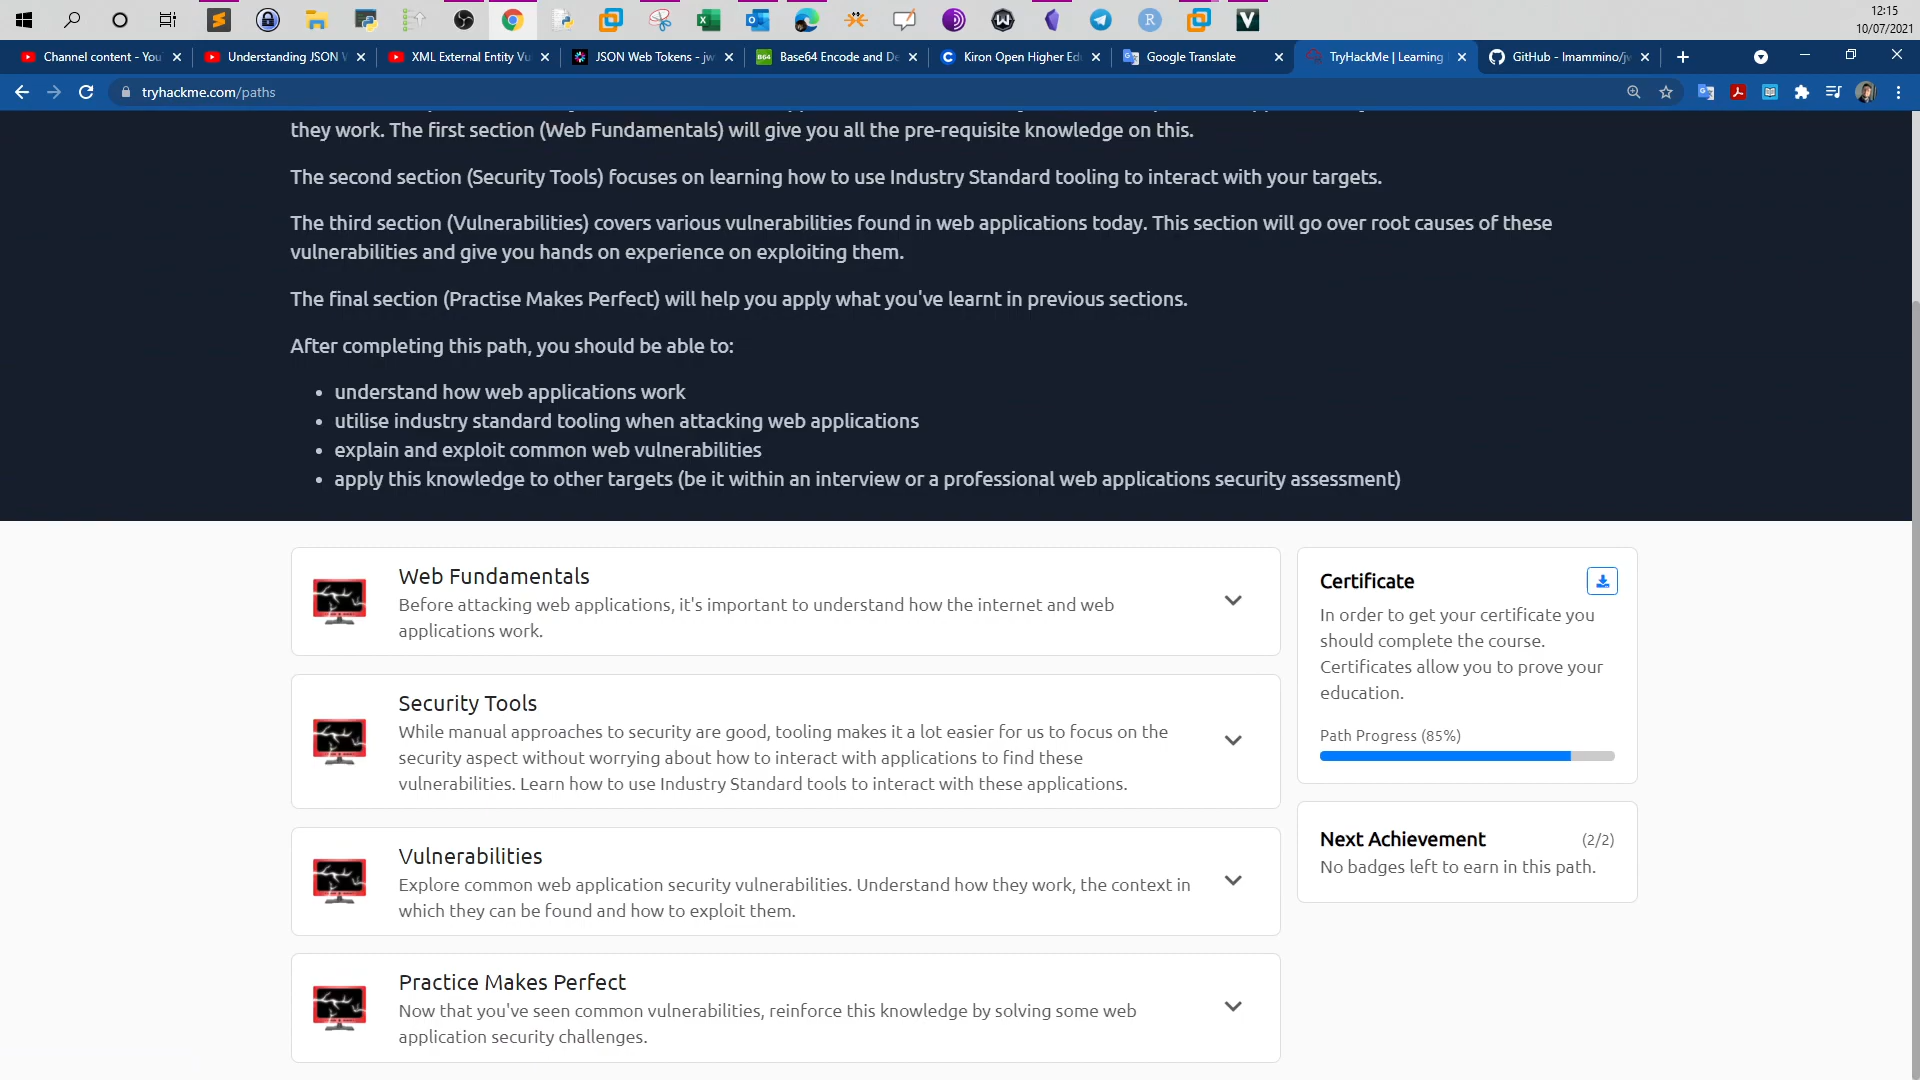 12:15
10/07/2021
Channel content - You
Understanding JSON W
XML External Entity Vu
JSON Web Tokens - jw
Base64 Encode and De
Kiron Open Higher Ed
Google Translate
TryHackMe | Learning
GitHub - Imammino/jw
tryhackme.com/paths
they work. The first section (Web Fundamentals) will give you all the pre-requisite knowledge on this.
The second section (Security Tools) focuses on learning how to use Industry Standard tooling to interact with your targets.
The third section (Vulnerabilities) covers various vulnerabilities found in web applications today. This section will go over root causes of these
vulnerabilities and give you hands on experience on exploiting them.
The final section (Practise Makes Perfect) will help you apply what you've learnt in previous sections.
After completing this path, you should be able to:
• understand how web applications work
• utilise industry standard tooling when attacking web applications
• explain and exploit common web vulnerabilities
• apply this knowledge to other targets (be it within an interview or a professional web applications security assessment)
Web Fundamentals
Before attacking web applications, it's important to understand how the internet and web
applications work.
Security Tools
While manual approaches to security are good, tooling makes it a lot easier for us to focus on the
security aspect without worrying about how to interact with applications to find these
vulnerabilities. Learn how to use Industry Standard tools to interact with these applications.
Vulnerabilities
Explore common web application security vulnerabilities. Understand how they work, the context in
which they can be found and how to exploit them.
Practice Makes Perfect
Now that you've seen common vulnerabilities, reinforce this knowledge by solving some web
application security challenges.
Certificate
In order to get your certificate you
should complete the course.
Certificates allow you to prove your
education.
Path Progress (85%)
Next Achievement (2/2)
No badges left to earn in this path.